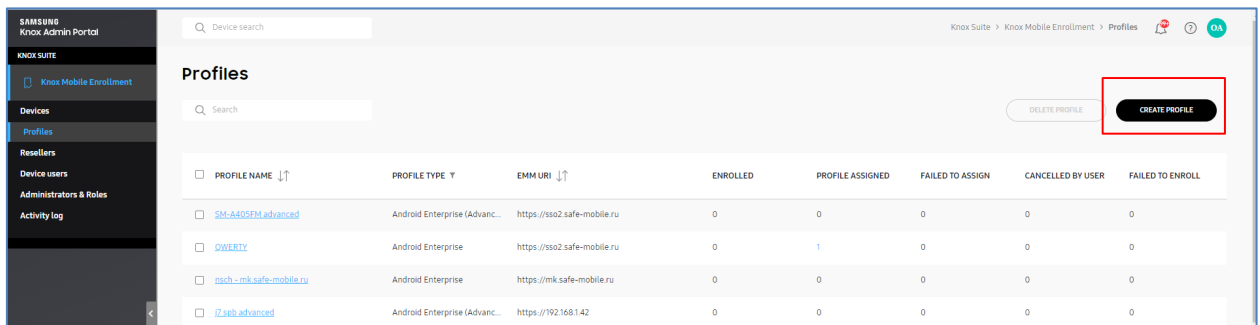 SAMSUNG
Knox Admin Portal
Device search
Knox Suite > Knox Mobile Enrollment > Profiles
99+
?
OA
KNOX SUITE
Knox Mobile Enrollment
Devices
Profiles
Resellers
Device users
Administrators & Roles
Activity log
Profiles
Search
DELETE PROFILE
CREATE PROFILE
PROFILE NAME PROFILE TYPE EMM URI ENROLLED PROFILE ASSIGNED FAILED TO ASSIGN CANCELLED BY USER FAILED TO ENROLL
SM-A405FM advanced Android Enterprise (Advanc... https://sso2.safe-mobile.ru 0 0 0 0 0
QWERTY Android Enterprise https://sso2.safe-mobile.ru 0 1 0 0 0
nsch - mk.safe-mobile.ru Android Enterprise https://mk.safe-mobile.ru 0 0 0 0 0
j7 spb advanced Android Enterprise (Advanc... https://192.168.1.42 0 0 0 0 0